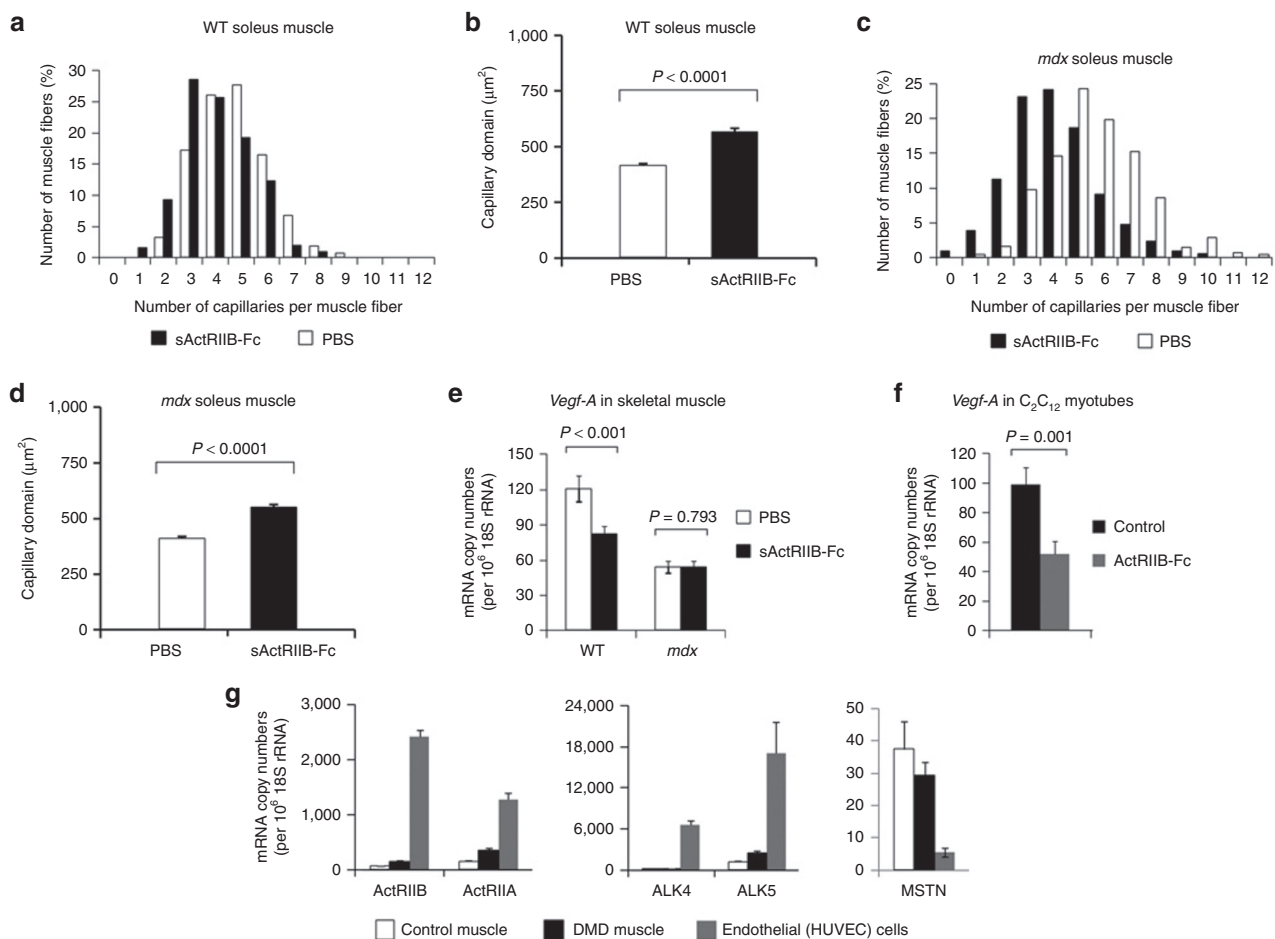 a
WT soleus muscle
Number of muscle fibers (%)
30
25
20
15
10
5
0
0 1 2 3 4 5 6 7 8 9 10 11 12
Number of capillaries per muscle fiber
sActRIIB-Fc PBS
b
WT soleus muscle
Capillary domain (μm²)
1,000
750
500
250
0
P < 0.0001
PBS sActRIIB-Fc
c
mdx soleus muscle
Number of muscle fibers (%)
25
20
15
10
5
0
0 1 2 3 4 5 6 7 8 9 10 11 12
Number of capillaries per muscle fiber
sActRIIB-Fc PBS
d
mdx soleus muscle
Capillary domain (μm²)
1,000
750
500
250
0
P < 0.0001
PBS sActRIIB-Fc
e
Vegf-A in skeletal muscle
P < 0.001
mRNA copy numbers
(per 10⁶ 18S rRNA)
150
120
90
60
30
0
P = 0.793
PBS
sActRIIB-Fc
WT mdx
f
Vegf-A in C₂C₁₂ myotubes
P = 0.001
mRNA copy numbers
(per 10⁶ 18S rRNA)
120
100
80
60
40
20
0
Control
ActRIIB-Fc
g
mRNA copy numbers
(per 10⁶ 18S rRNA)
3,000
2,000
1,000
0
ActRIIB ActRIIA
24,000
18,000
12,000
6,000
0
ALK4 ALK5
50
40
30
20
10
0
MSTN
Control muscle DMD muscle Endothelial (HUVEC) cells